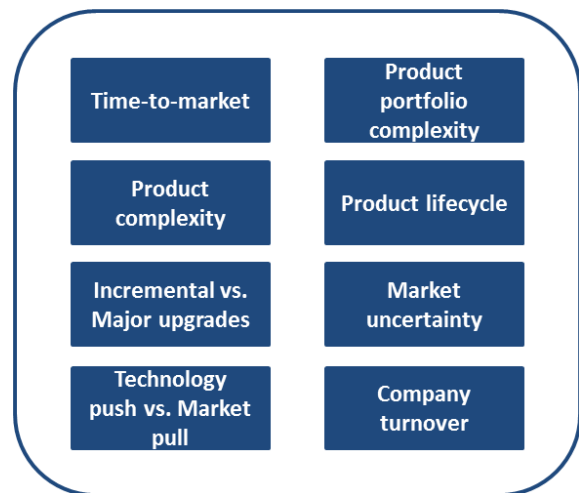 Time-to-market
Product
portfolio
complexity
Product
complexity
Product lifecycle
Incremental vs.
Major upgrades
Market
uncertainty
Technology
push vs. Market
pull
Company
turnover